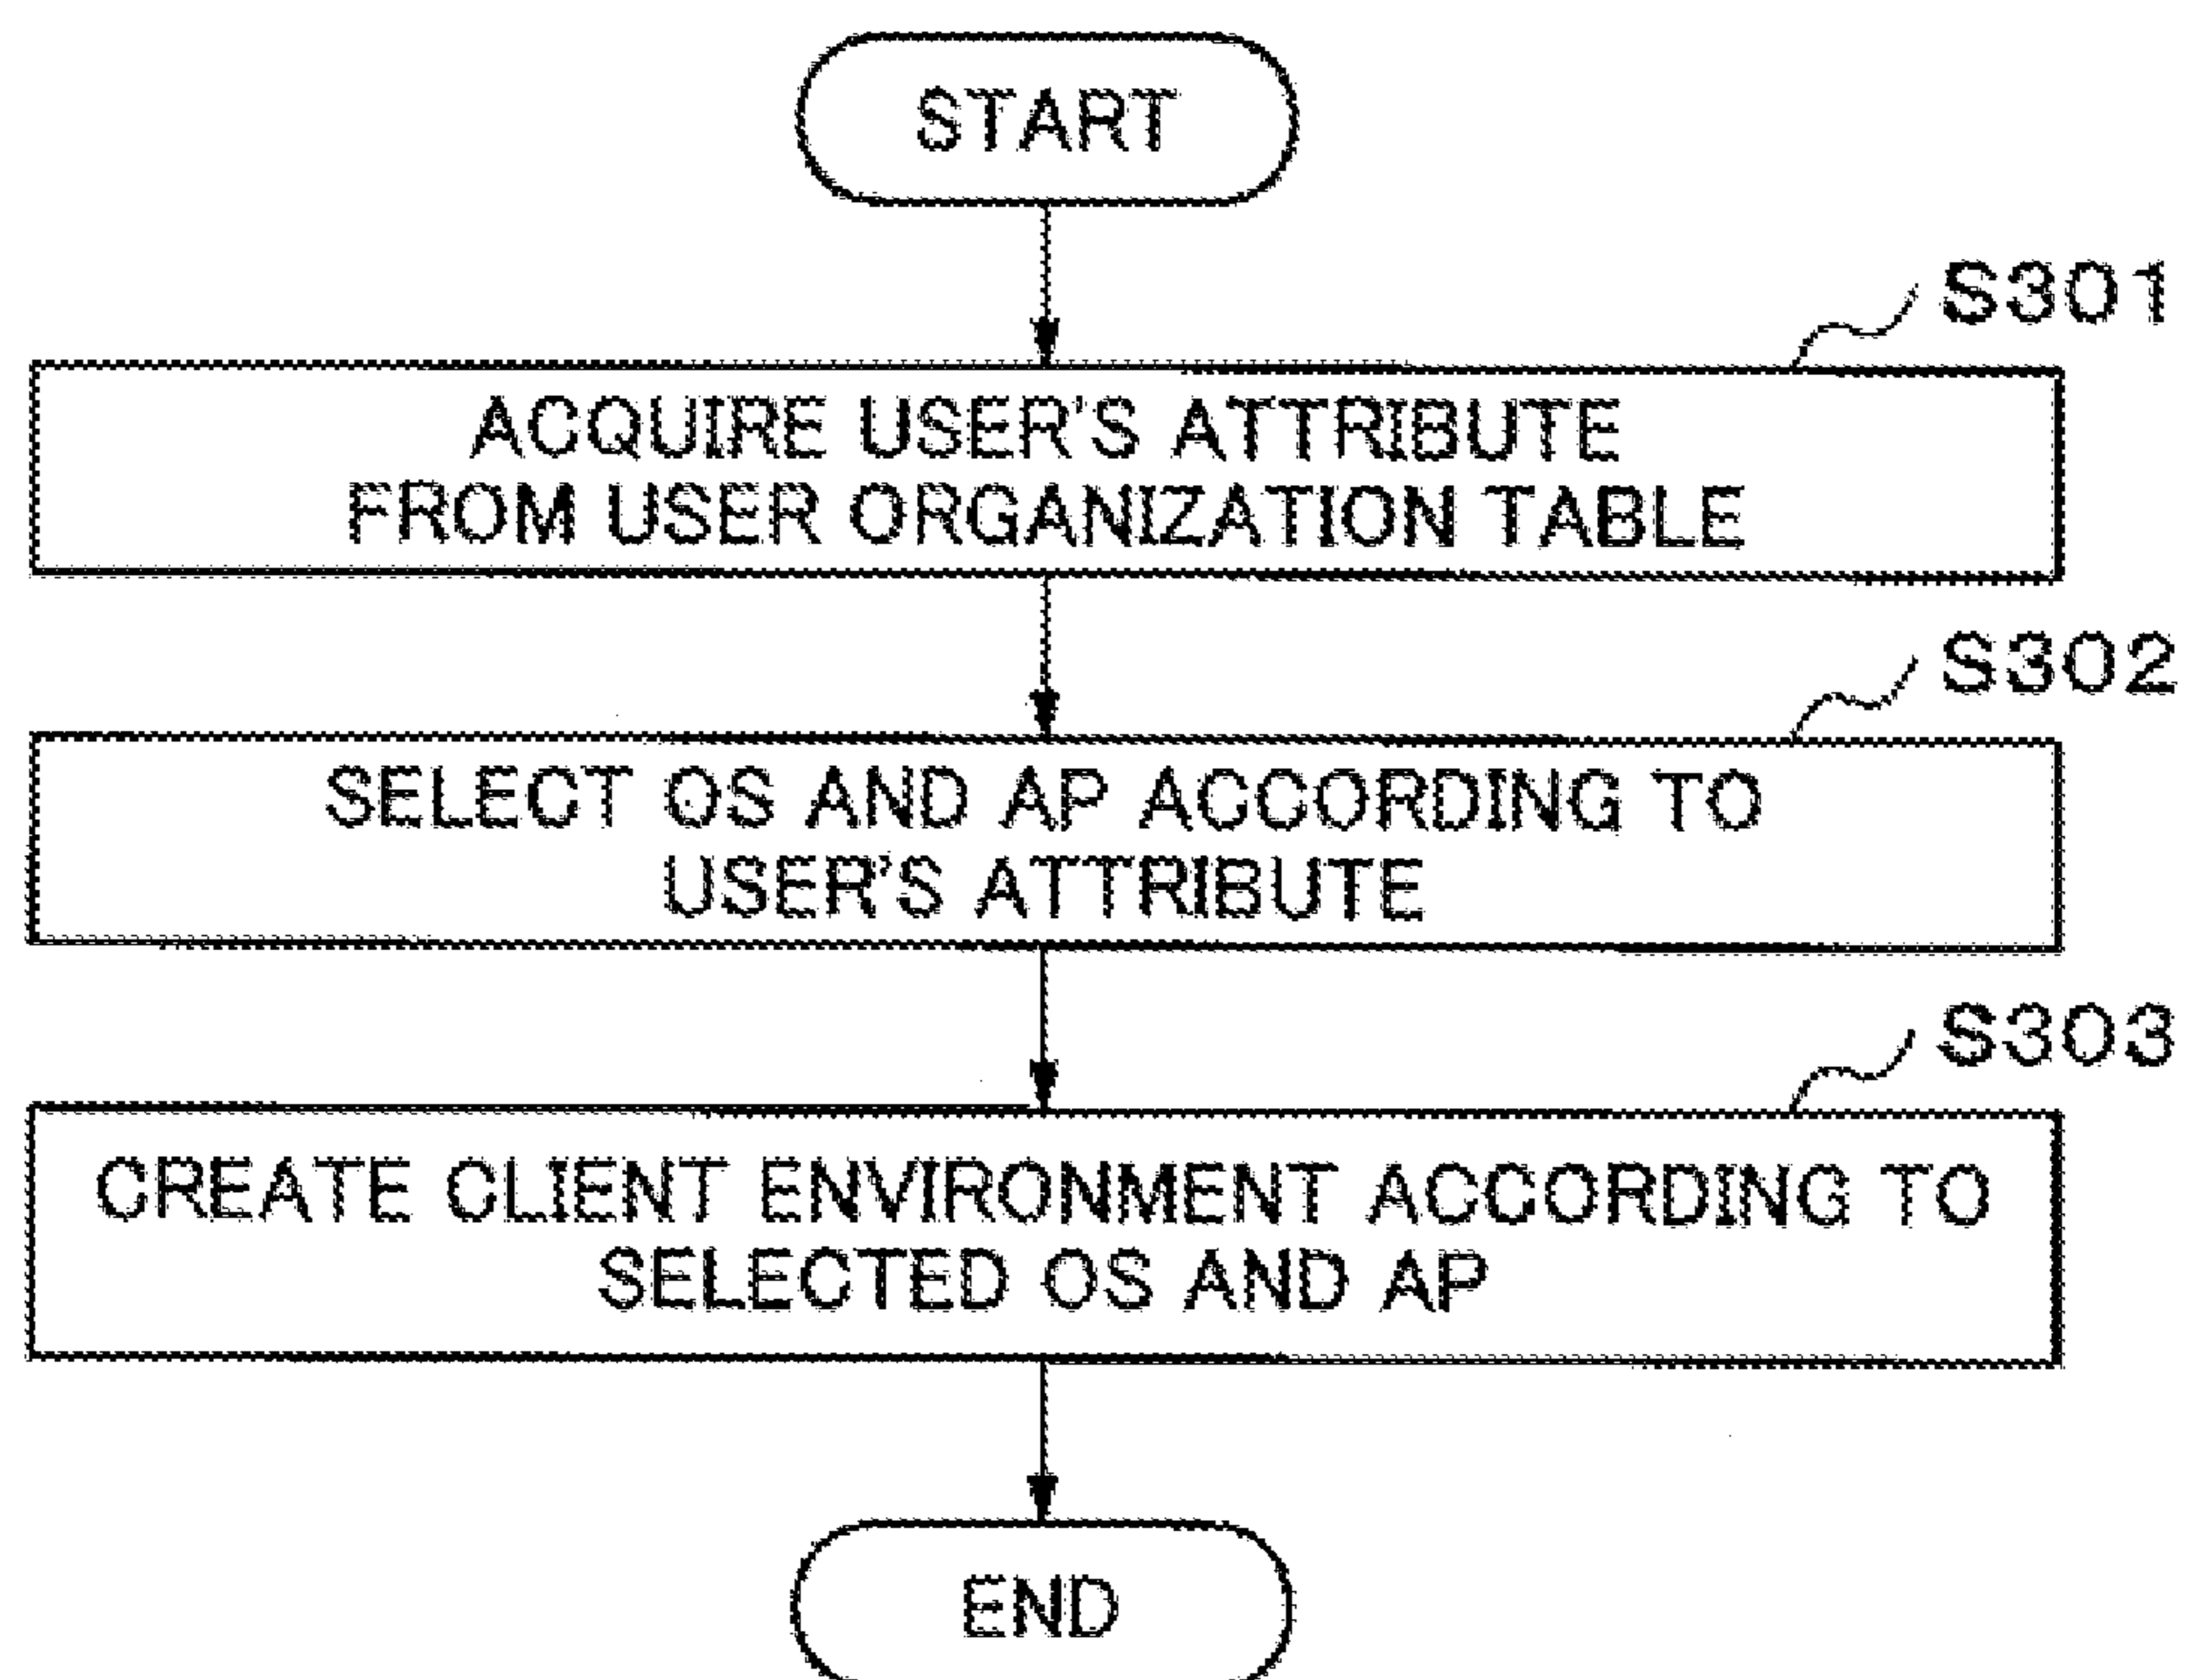 START
S301
ACQUIRE USER'S ATTRIBUTE
FROM USER ORGANIZATION TABLE
S302
SELECT OS AND AP ACCORDING TO
USER'S ATTRIBUTE
S303
CREATE CLIENT ENVIRONMENT ACCORDING TO
SELECTED OS AND AP
END